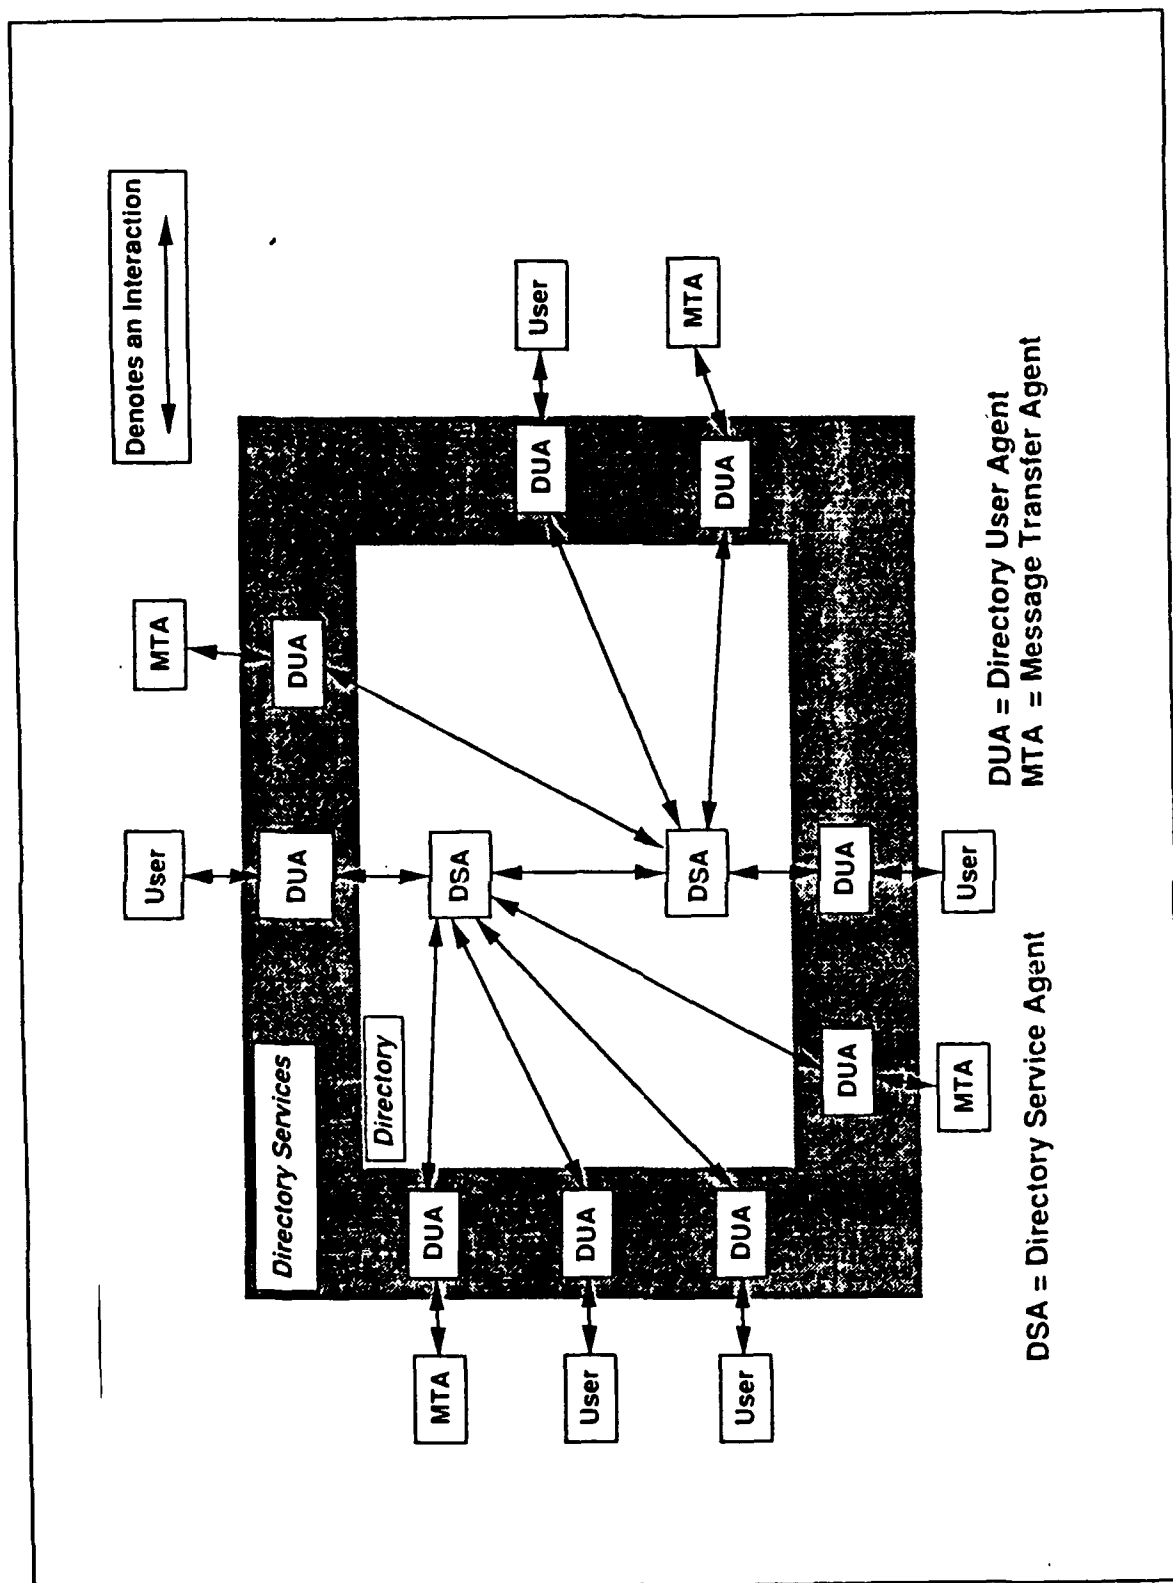 Denotes an Interaction
User
MTA
Directory Services
DUA
DUA
Directory
MTA
DUA
DSA
DUA
User
User
DUA
DSA
DUA
MTA
User
DUA
DUA
DUA
MTA
User
DUA = Directory User Agent
DSA = Directory Service Agent
MTA = Message Transfer Agent